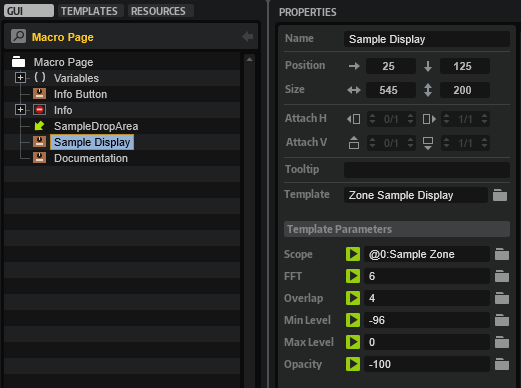 GUI TEMPLATES RESOURCES
Macro Page
Macro Page
( ) Variables
Info Button
Info
SampleDropArea
Sample Display
Documentation
PROPERTIES
Name Sample Display
Position 25 125
Size 545 200
Attach H 0/1 1/1
Attach V 0/1 1/1
Tooltip
Template Zone Sample Display
Template Parameters
Scope @0:Sample Zone
FFT 6
Overlap 4
Min Level -96
Max Level 0
Opacity -100